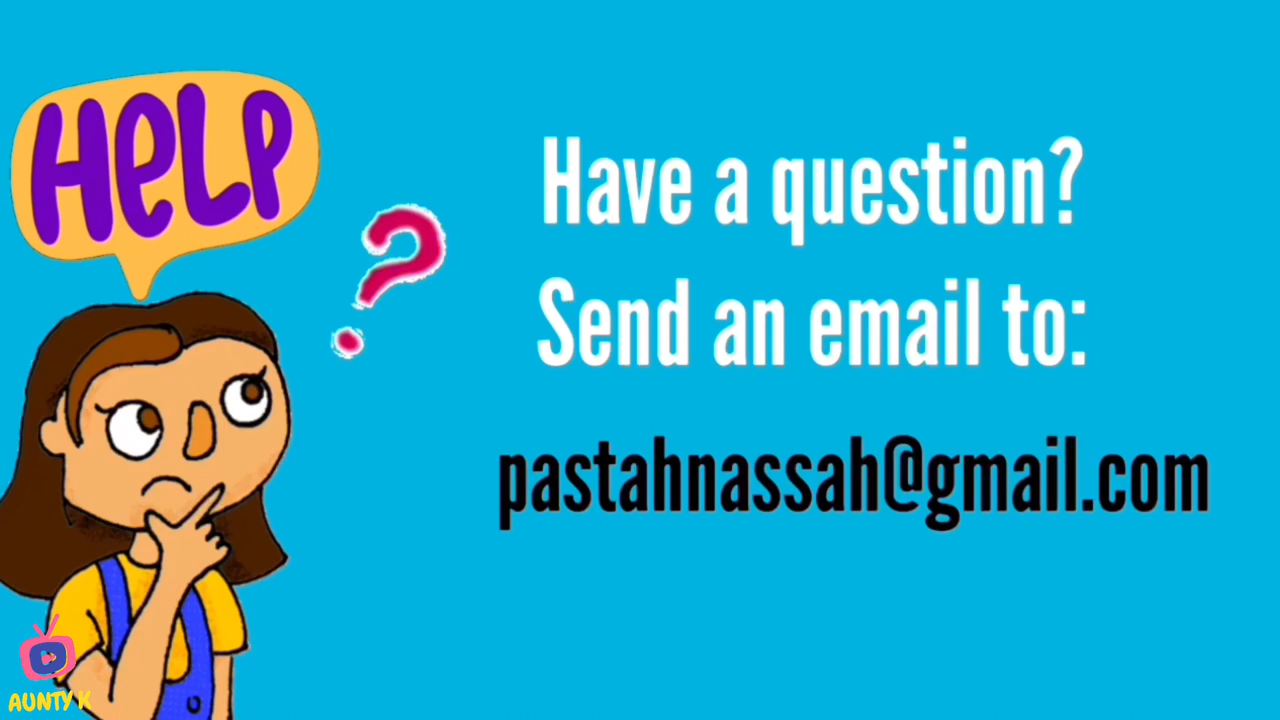 HeLP
?
Have a question?
Send an email to:
pastahnassah@gmail.com
AUNTY K